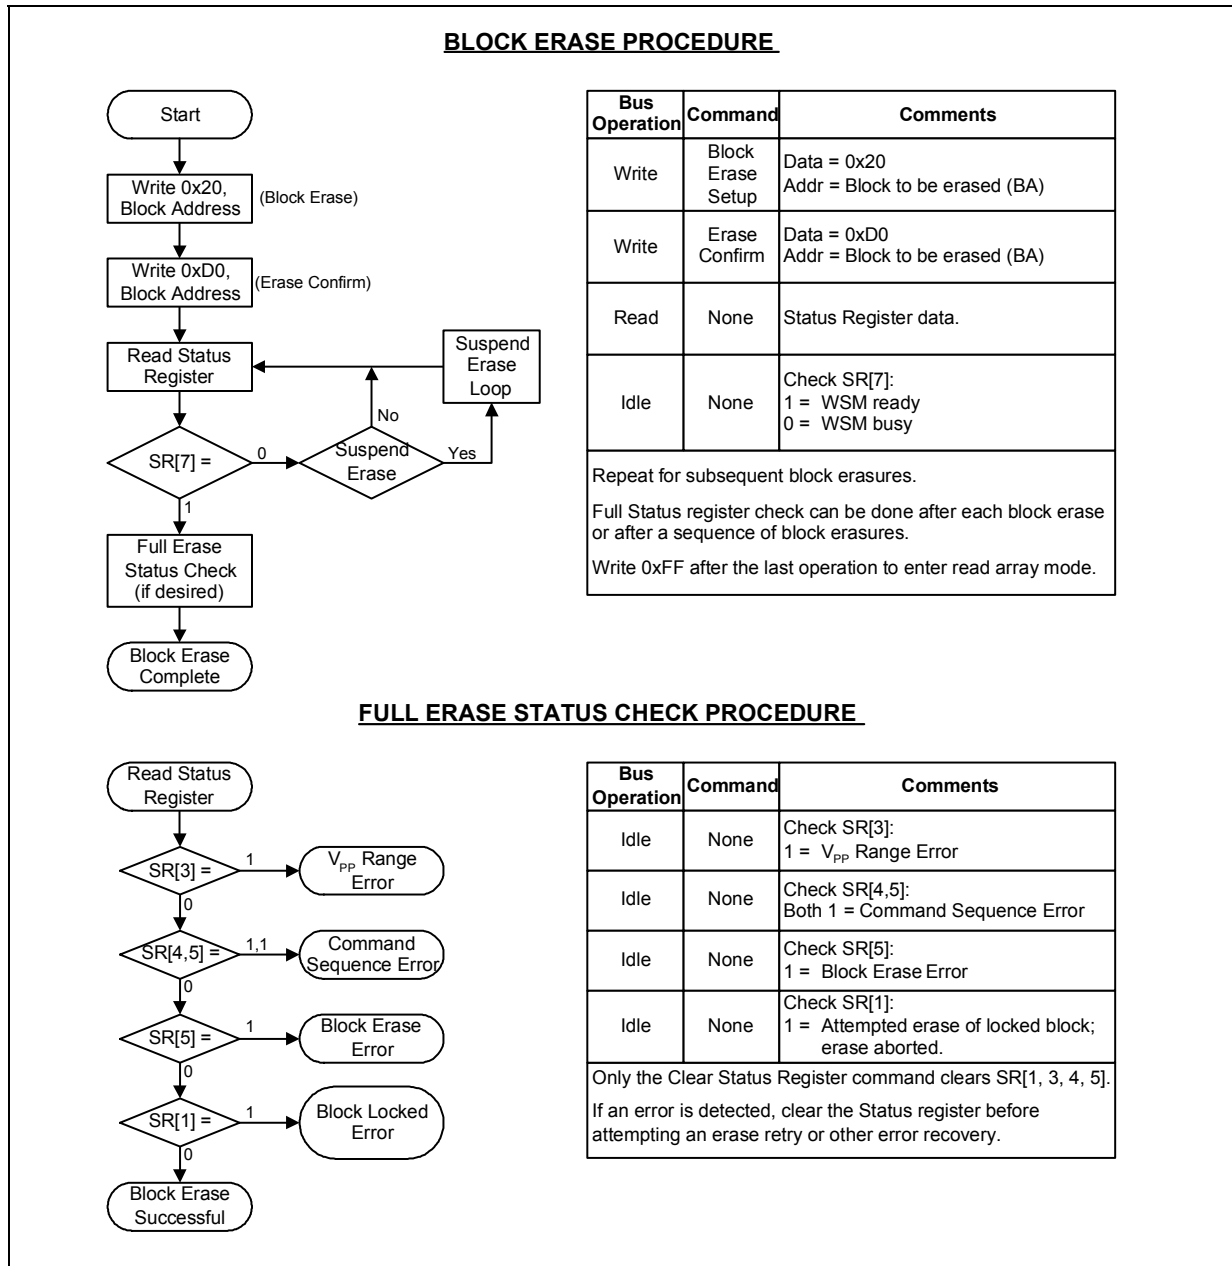 BLOCK ERASE PROCEDURE
Start
Write 0x20,
Block Address
(Block Erase)
Write 0xD0,
Block Address
(Erase Confirm)
Read Status
Register
Suspend
Erase
Loop
No
SR[7] =
0
Suspend
Erase
Yes
1
Full Erase
Status Check
(if desired)
Block Erase
Complete
Bus
Operation
Command
Comments
Write
Block
Erase
Setup
Data = 0x20
Addr = Block to be erased (BA)
Write
Erase
Confirm
Data = 0xD0
Addr = Block to be erased (BA)
Read
None
Status Register data.
Idle
None
Check SR[7]:
1 = WSM ready
0 = WSM busy
Repeat for subsequent block erasures.
Full Status register check can be done after each block erase
or after a sequence of block erasures.
Write 0xFF after the last operation to enter read array mode.
FULL ERASE STATUS CHECK PROCEDURE
Read Status
Register
SR[3] =
1
VPP Range
Error
0
SR[4,5] =
1,1
Command
Sequence Error
0
SR[5] =
1
Block Erase
Error
0
SR[1] =
1
Block Locked
Error
0
Block Erase
Successful
Bus
Operation
Command
Comments
Idle
None
Check SR[3]:
1 = VPP Range Error
Idle
None
Check SR[4,5]:
Both 1 = Command Sequence Error
Idle
None
Check SR[5]:
1 = Block Erase Error
Idle
None
Check SR[1]:
1 = Attempted erase of locked block;
erase aborted.
Only the Clear Status Register command clears SR[1, 3, 4, 5].
If an error is detected, clear the Status register before
attempting an erase retry or other error recovery.